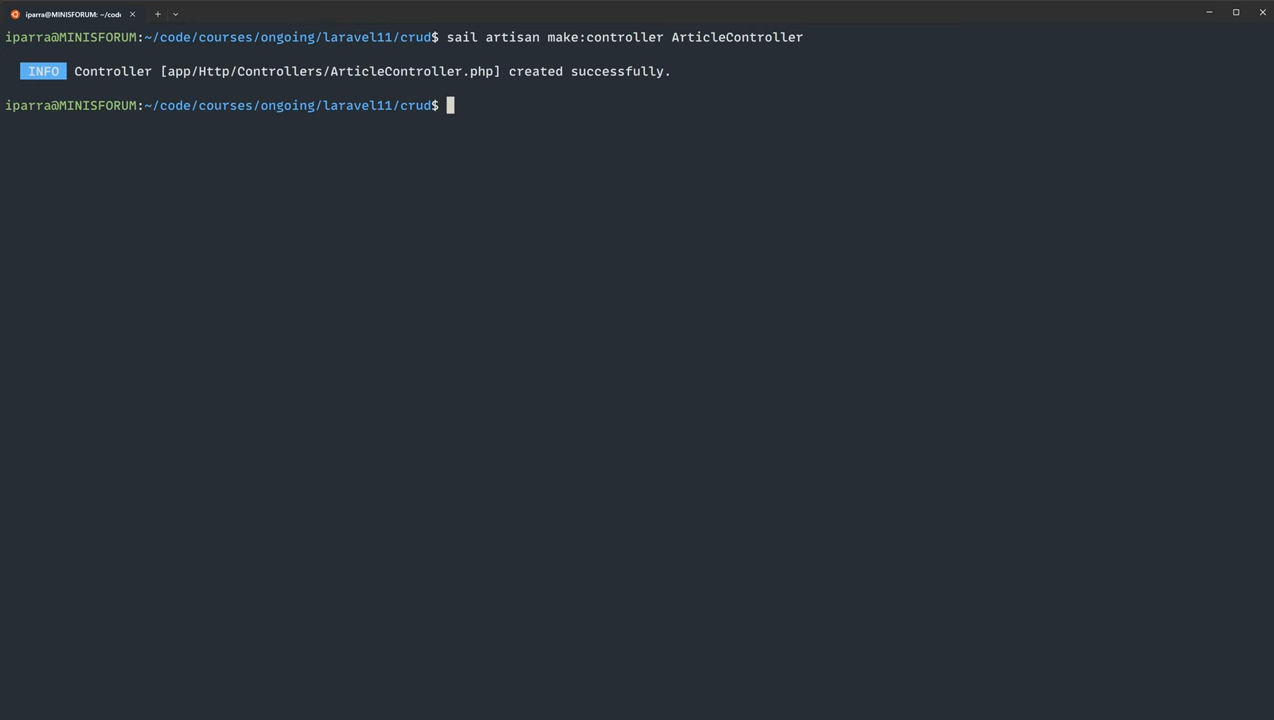 iparra@MINISFORUM: ~/code
iparra@MINISFORUM:~/code/courses/ongoing/laravel11/crud$ sail artisan make:controller ArticleController
INFO Controller [app/Http/Controllers/ArticleController.php] created successfully.
iparra@MINISFORUM:~/code/courses/ongoing/laravel11/crud$